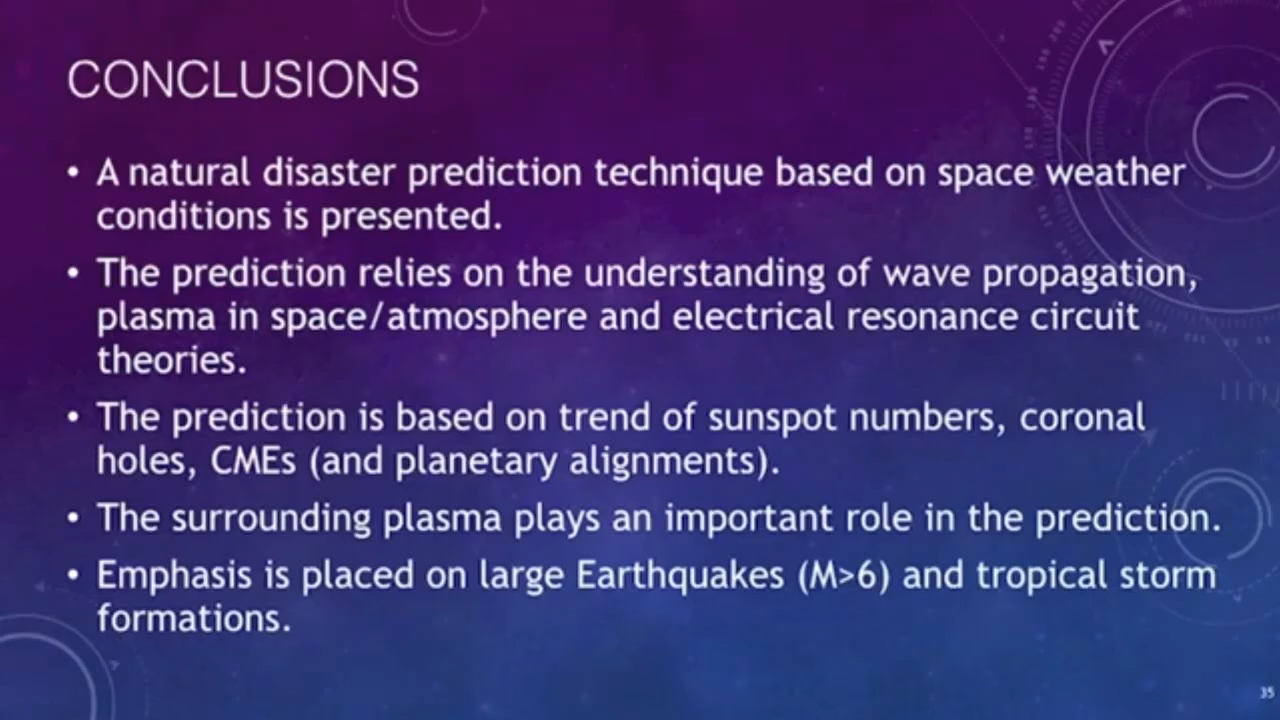 CONCLUSIONS
• A natural disaster prediction technique based on space weather
conditions is presented.
• The prediction relies on the understanding of wave propagation,
plasma in space/atmosphere and electrical resonance circuit
theories.
• The prediction is based on trend of sunspot numbers, coronal
holes, CMEs (and planetary alignments).
• The surrounding plasma plays an important role in the prediction.
• Emphasis is placed on large Earthquakes (M>6) and tropical storm
formations.
35